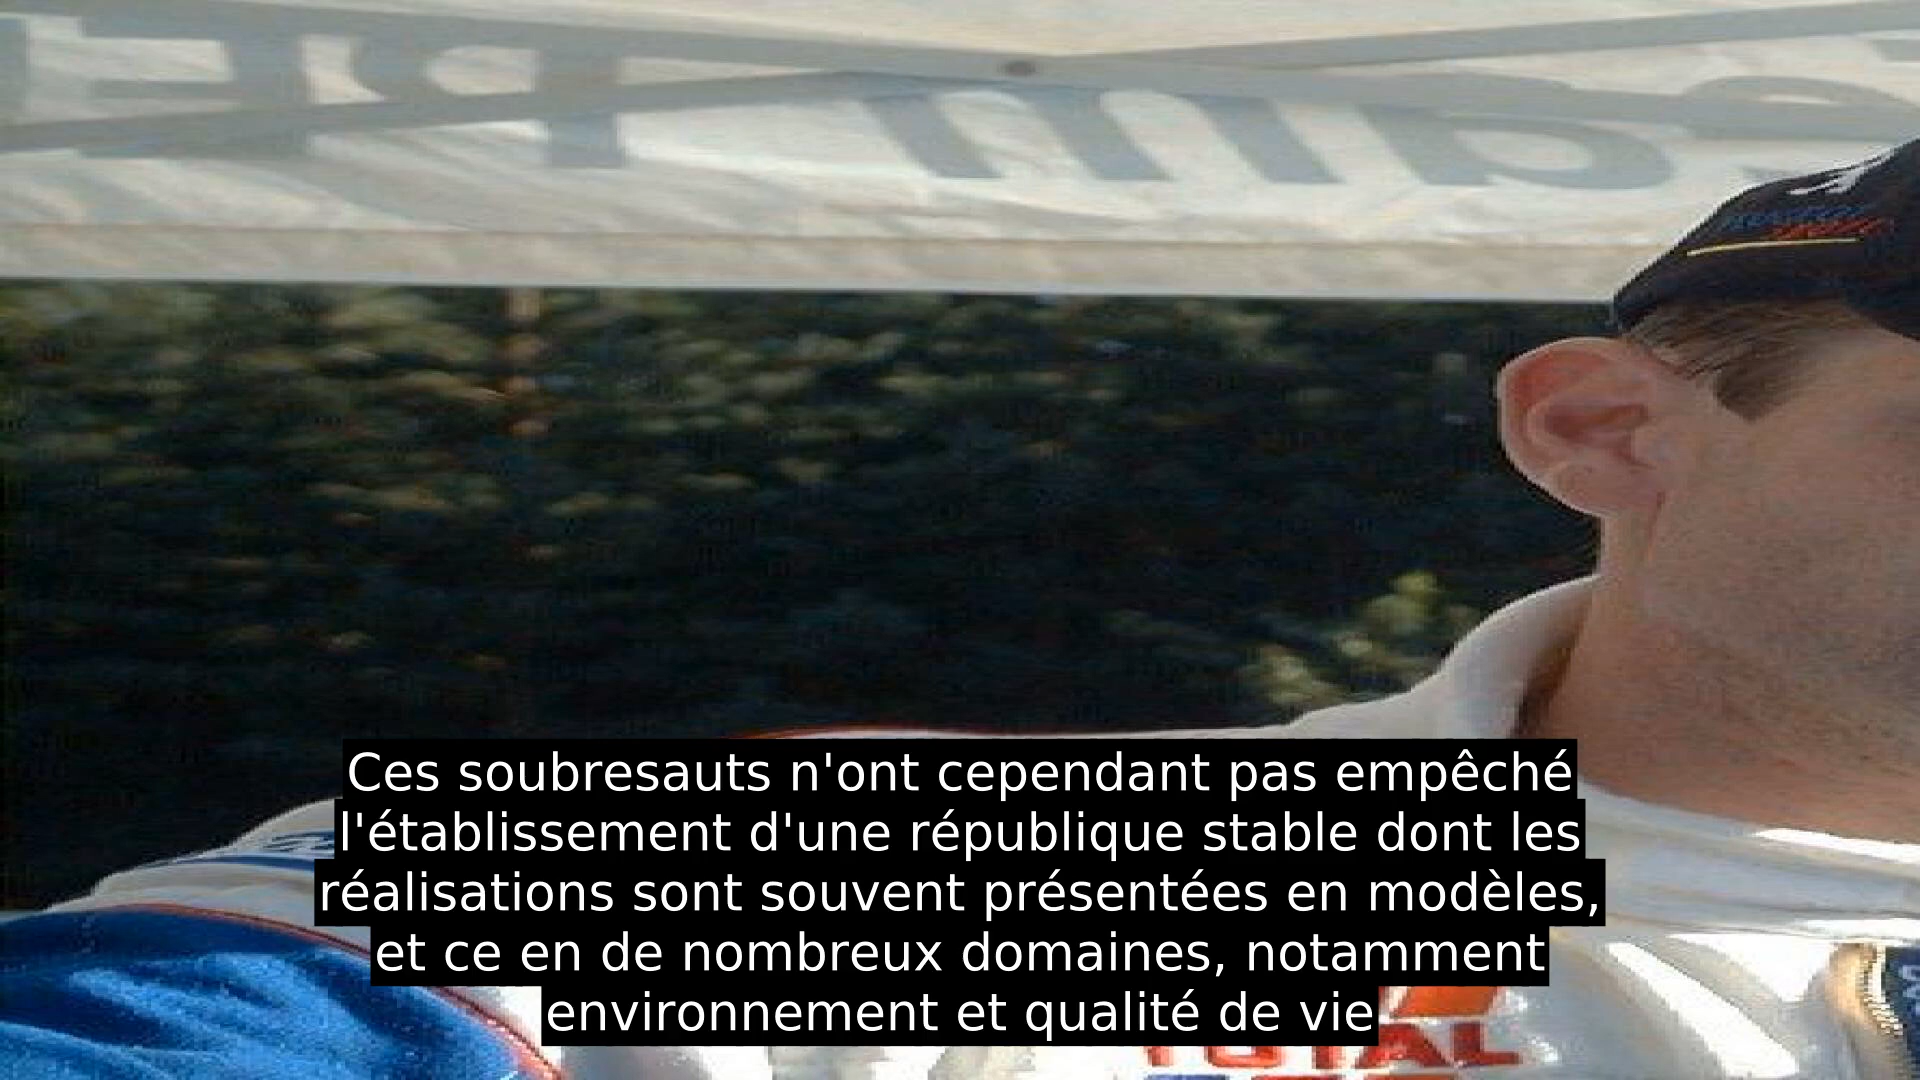 Ces soubresauts n'ont cependant pas empêché
l'établissement d'une république stable dont les
réalisations sont souvent présentées en modèles,
et ce en de nombreux domaines, notamment
environnement et qualité de vie
TOTAL